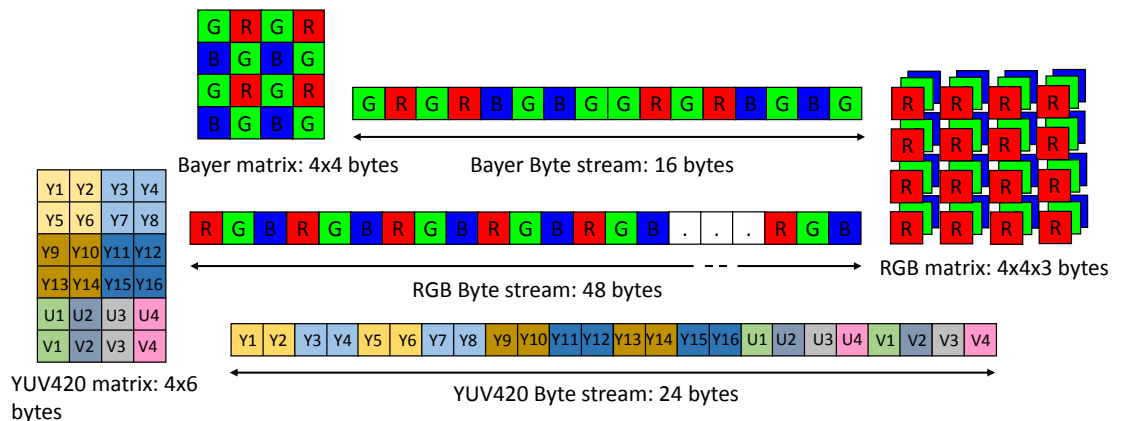 G R G R
B G B G
G R G R
B G B G
Bayer matrix: 4x4 bytes
G R G R B G B G G R G R B G B G
Bayer Byte stream: 16 bytes
R R R R
R R R R
R R R R
R R R R
RGB matrix: 4x4x3 bytes
Y1 Y2 Y3 Y4
Y5 Y6 Y7 Y8
Y9 Y10 Y11 Y12
Y13 Y14 Y15 Y16
U1 U2 U3 U4
V1 V2 V3 V4
YUV420 matrix: 4x6
bytes
R G B R G B R G B R G B R G B . . . R G B
RGB Byte stream: 48 bytes
Y1 Y2 Y3 Y4 Y5 Y6 Y7 Y8 Y9 Y10 Y11 Y12 Y13 Y14 Y15 Y16 U1 U2 U3 U4 V1 V2 V3 V4
YUV420 Byte stream: 24 bytes